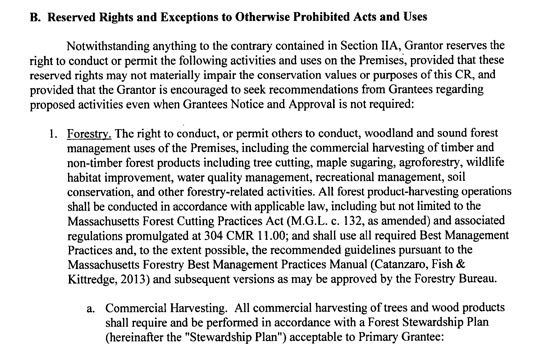 B. Reserved Rights and Exceptions to Otherwise Prohibited Acts and Uses
Notwithstanding anything to the contrary contained in Section IIA, Grantor reserves the
right to conduct or permit the following activities and uses on the Premises, provided that these
reserved rights may not materially impair the conservation values or purposes of this CR, and
provided that the Grantor is encouraged to seek recommendations from Grantees regarding
proposed activities even when Grantees Notice and Approval is not required:
1. Forestry. The right to conduct, or permit others to conduct, woodland and sound forest
management uses of the Premises, including the commercial harvesting of timber and
non-timber forest products including tree cutting, maple sugaring, agroforestry, wildlife
habitat improvement, water quality management, recreational management, soil
conservation, and other forestry-related activities. All forest product-harvesting operations
shall be conducted in accordance with applicable law, including but not limited to the
Massachusetts Forest Cutting Practices Act (M.G.L. c. 132, as amended) and associated
regulations promulgated at 304 CMR 11.00; and shall use all required Best Management
Practices and, to the extent possible, the recommended guidelines pursuant to the
Massachusetts Forestry Best Management Practices Manual (Catanzaro, Fish &
Kittredge, 2013) and subsequent versions as may be approved by the Forestry Bureau.
a. Commercial Harvesting. All commercial harvesting of trees and wood products
shall require and be performed in accordance with a Forest Stewardship Plan
(hereinafter the "Stewardship Plan") acceptable to Primary Grantee: